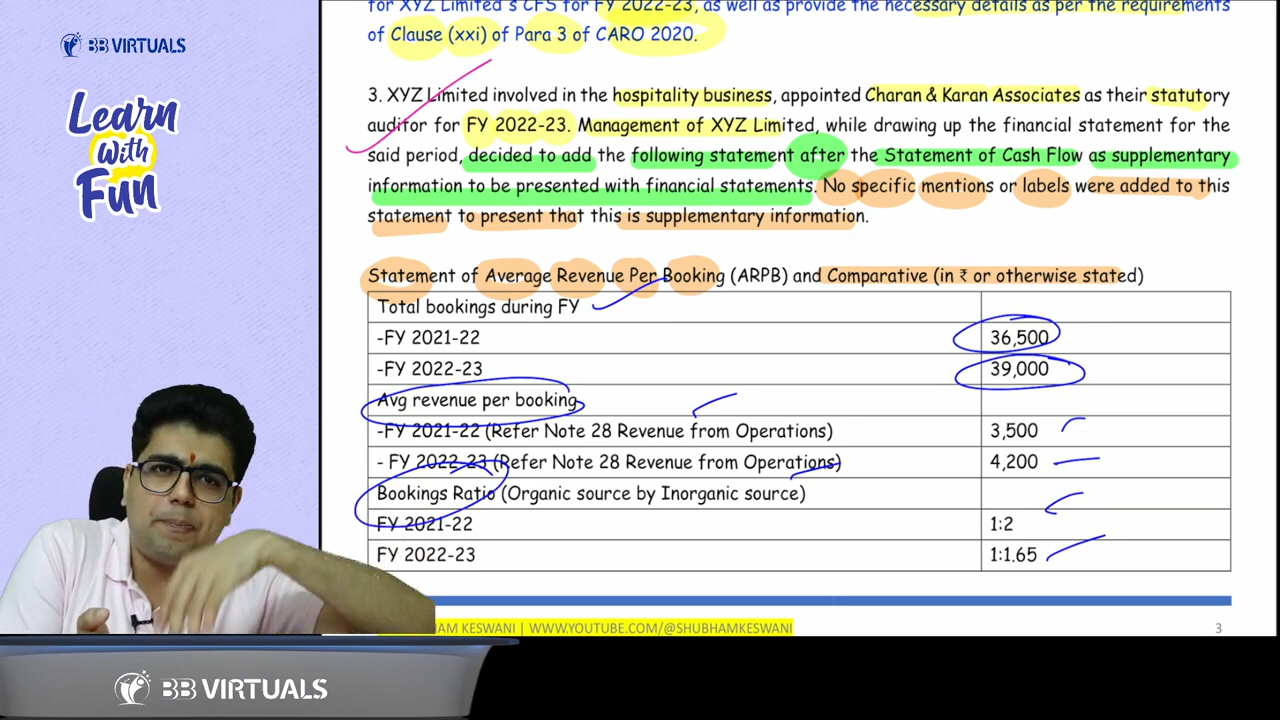 for XYZ Limited's CFS for FY 2022-23, as well as provide the necessary details as per the requirements
of Clause (xxi) of Para 3 of CARO 2020.
BB VIRTUALS
Learn
With
Fun
3. XYZ Limited involved in the hospitality business, appointed Charan & Karan Associates as their statutory
auditor for FY 2022-23. Management of XYZ Limited, while drawing up the financial statement for the
said period, decided to add the following statement after the Statement of Cash Flow as supplementary
information to be presented with financial statements. No specific mentions or labels were added to this
statement to present that this is supplementary information.
Statement of Average Revenue Per Booking (ARPB) and Comparative (in ₹ or otherwise stated)
Total bookings during FY
-FY 2021-22 36,500
-FY 2022-23 39,000
Avg revenue per booking
-FY 2021-22 (Refer Note 28 Revenue from Operations) 3,500
- FY 2022-23 (Refer Note 28 Revenue from Operations) 4,200
Bookings Ratio (Organic source by Inorganic source)
FY 2021-22 1:2
FY 2022-23 1:1.65
HAM KESWANI | WWW.YOUTUBE.COM/@SHUBHAMKESWANI 3
BB VIRTUALS